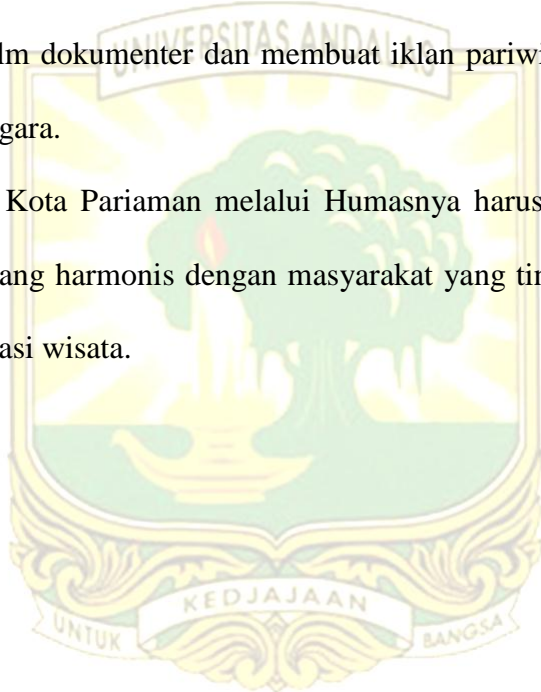 UNIVERSITAS ANDALAS
lm dokumenter dan membuat iklan pariwi
gara.
Kota Pariaman melalui Humasnya harus
ang harmonis dengan masyarakat yang tin
asi wisata.
UNTUK KEDJAJAAN BANGSA